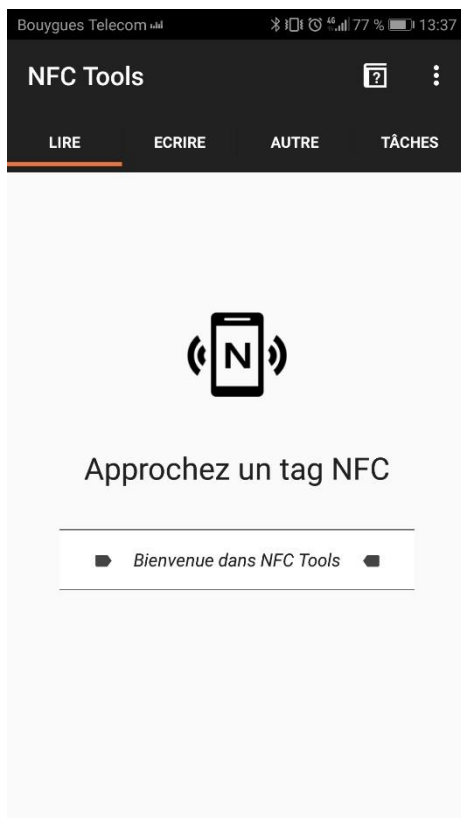 Bouygues Telecom 4G 77 % 13:37
NFC Tools ?
LIRE ECRIRE AUTRE TÂCHES
N
Approchez un tag NFC
Bienvenue dans NFC Tools